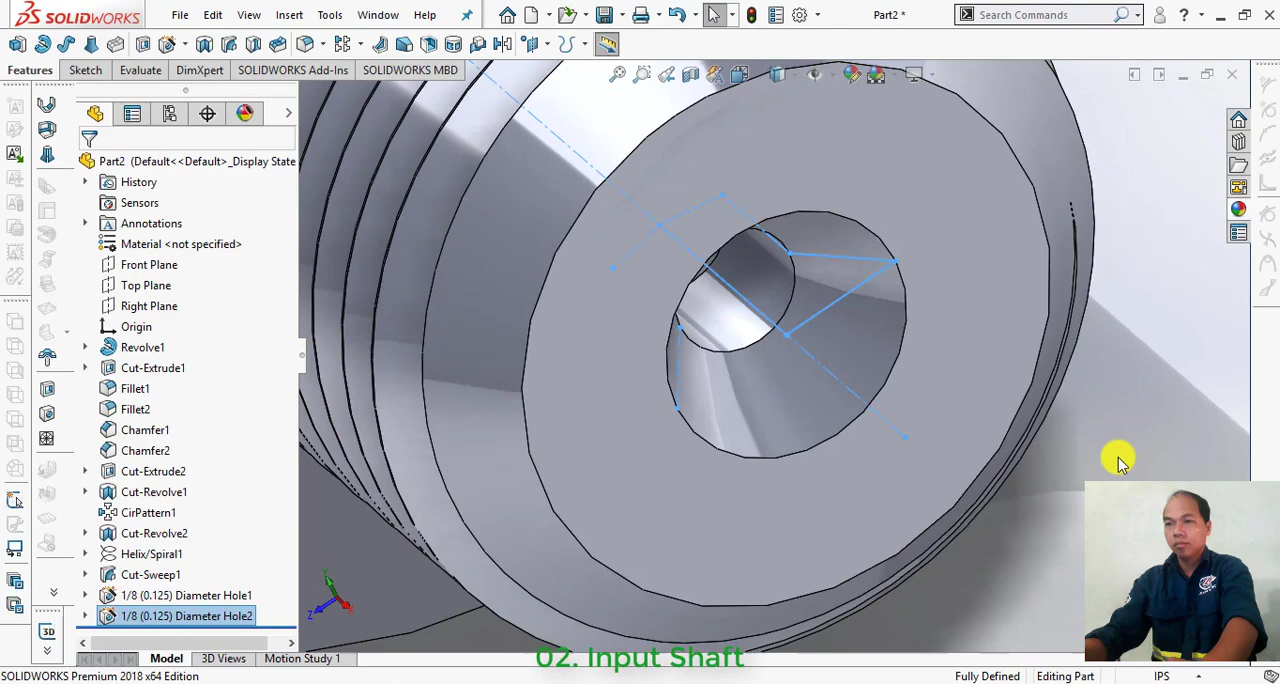 SOLIDWORKS
File Edit View Insert Tools Window Help
Part2 *
Search Commands
Features Sketch Evaluate DimXpert SOLIDWORKS Add-Ins SOLIDWORKS MBD
Part2 (Default<<Default>_Display State
History
Sensors
Annotations
Material <not specified>
Front Plane
Top Plane
Right Plane
Origin
Revolve1
Cut-Extrude1
Fillet1
Fillet2
Chamfer1
Chamfer2
Cut-Extrude2
Cut-Revolve1
CirPattern1
Cut-Revolve2
Helix/Spiral1
Cut-Sweep1
1/8 (0.125) Diameter Hole1
1/8 (0.125) Diameter Hole2
3D
Y
Z
X
Model 3D Views Motion Study 1
02. Input Shaft
SOLIDWORKS Premium 2018 x64 Edition
Fully Defined Editing Part IPS